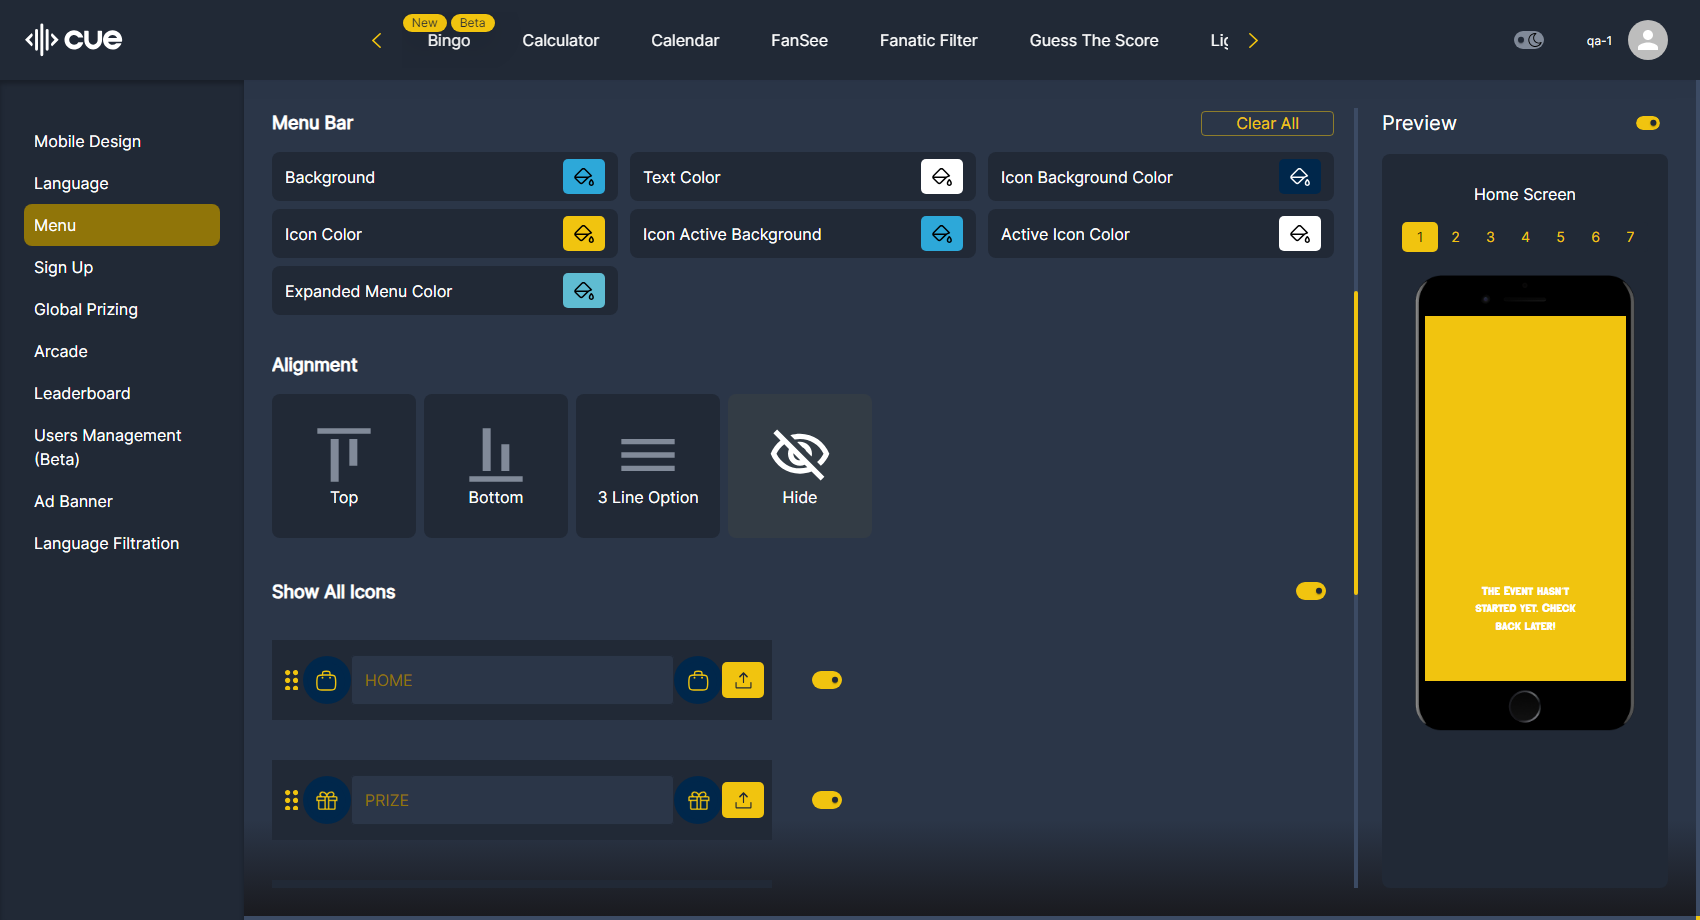 cue
New Beta
Bingo
Calculator
Calendar
FanSee
Fanatic Filter
Guess The Score
qa-1
Mobile Design
Language
Menu
Sign Up
Global Prizing
Arcade
Leaderboard
Users Management
(Beta)
Ad Banner
Language Filtration
Menu Bar
Clear All
Background
Text Color
Icon Background Color
Icon Color
Icon Active Background
Active Icon Color
Expanded Menu Color
Alignment
Top
Bottom
3 Line Option
Hide
Show All Icons
HOME
PRIZE
Preview
Home Screen
1 2 3 4 5 6 7
The Event hasn't
started yet. Check
back later!